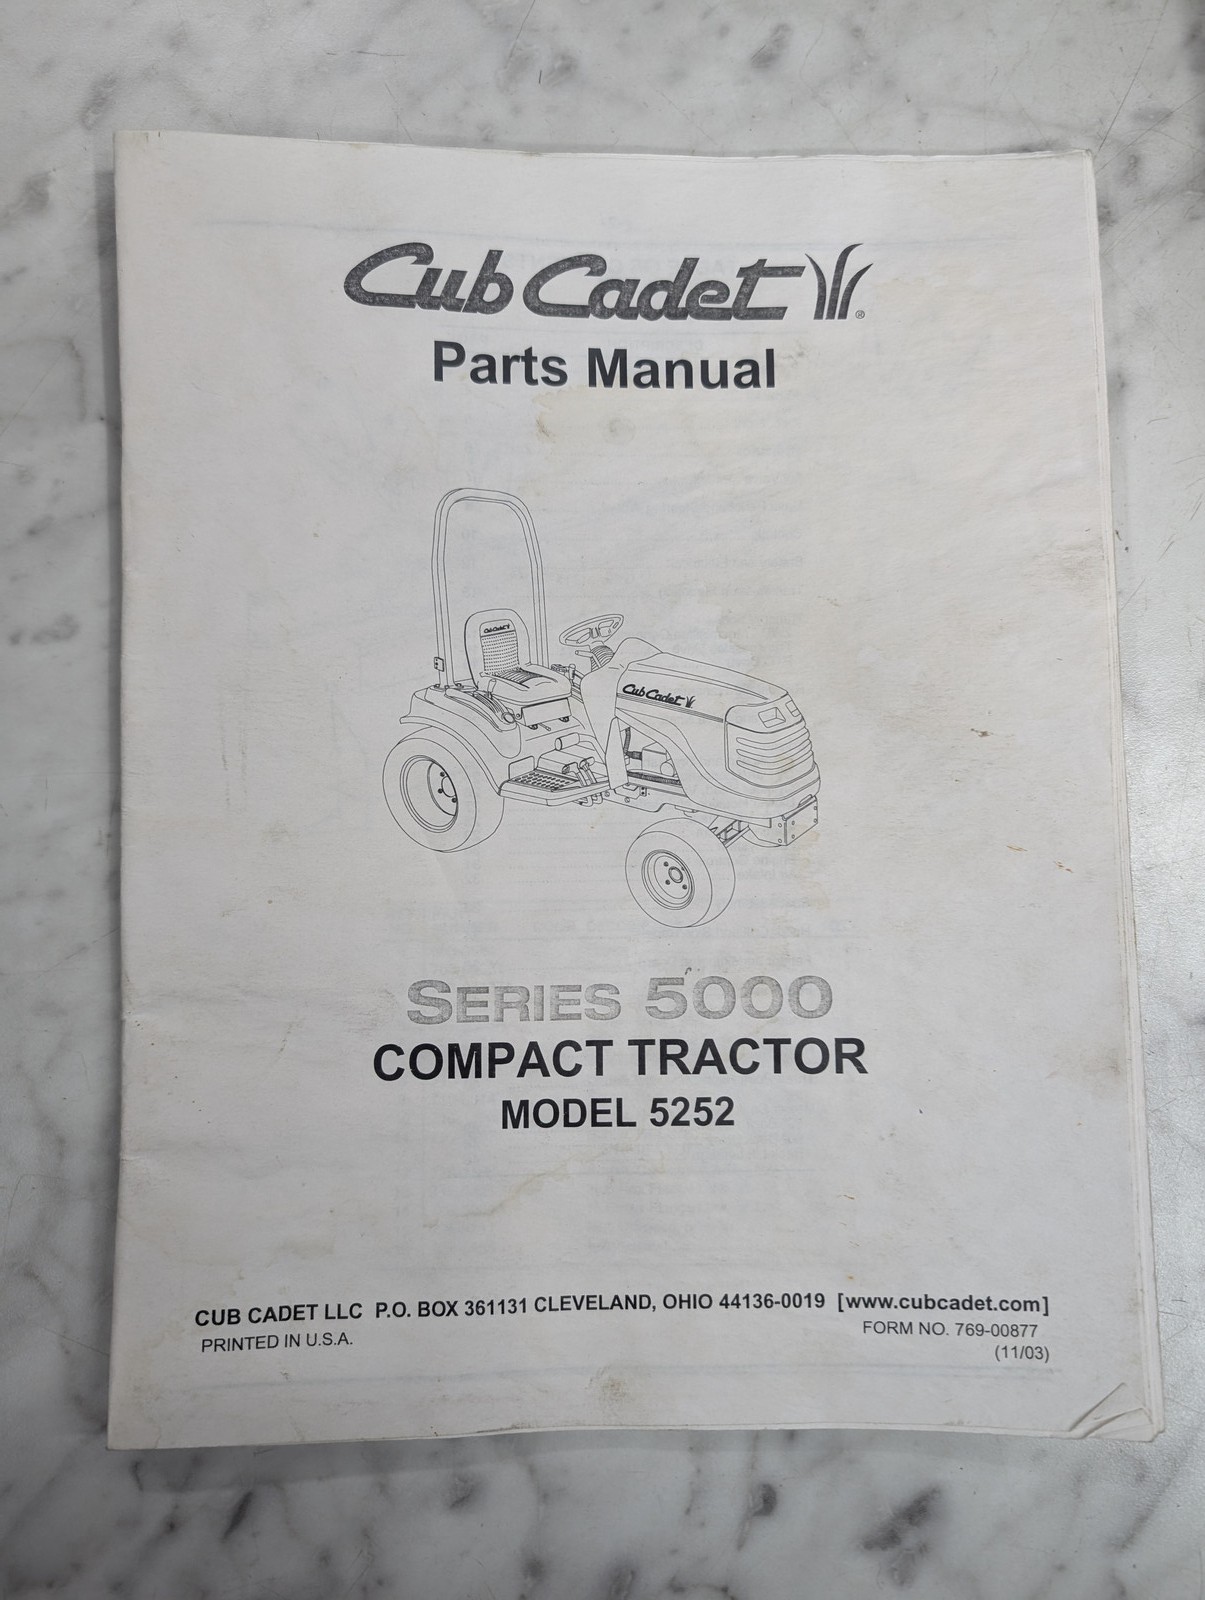 Cub Cadet ®
Parts Manual
Cub Cadet
Cub Cadet
SERIES 5000
COMPACT TRACTOR
MODEL 5252
CUB CADET LLC P.O. BOX 361131 CLEVELAND, OHIO 44136-0019 [www.cubcadet.com]
PRINTED IN U.S.A.
FORM NO. 769-00877
(11/03)